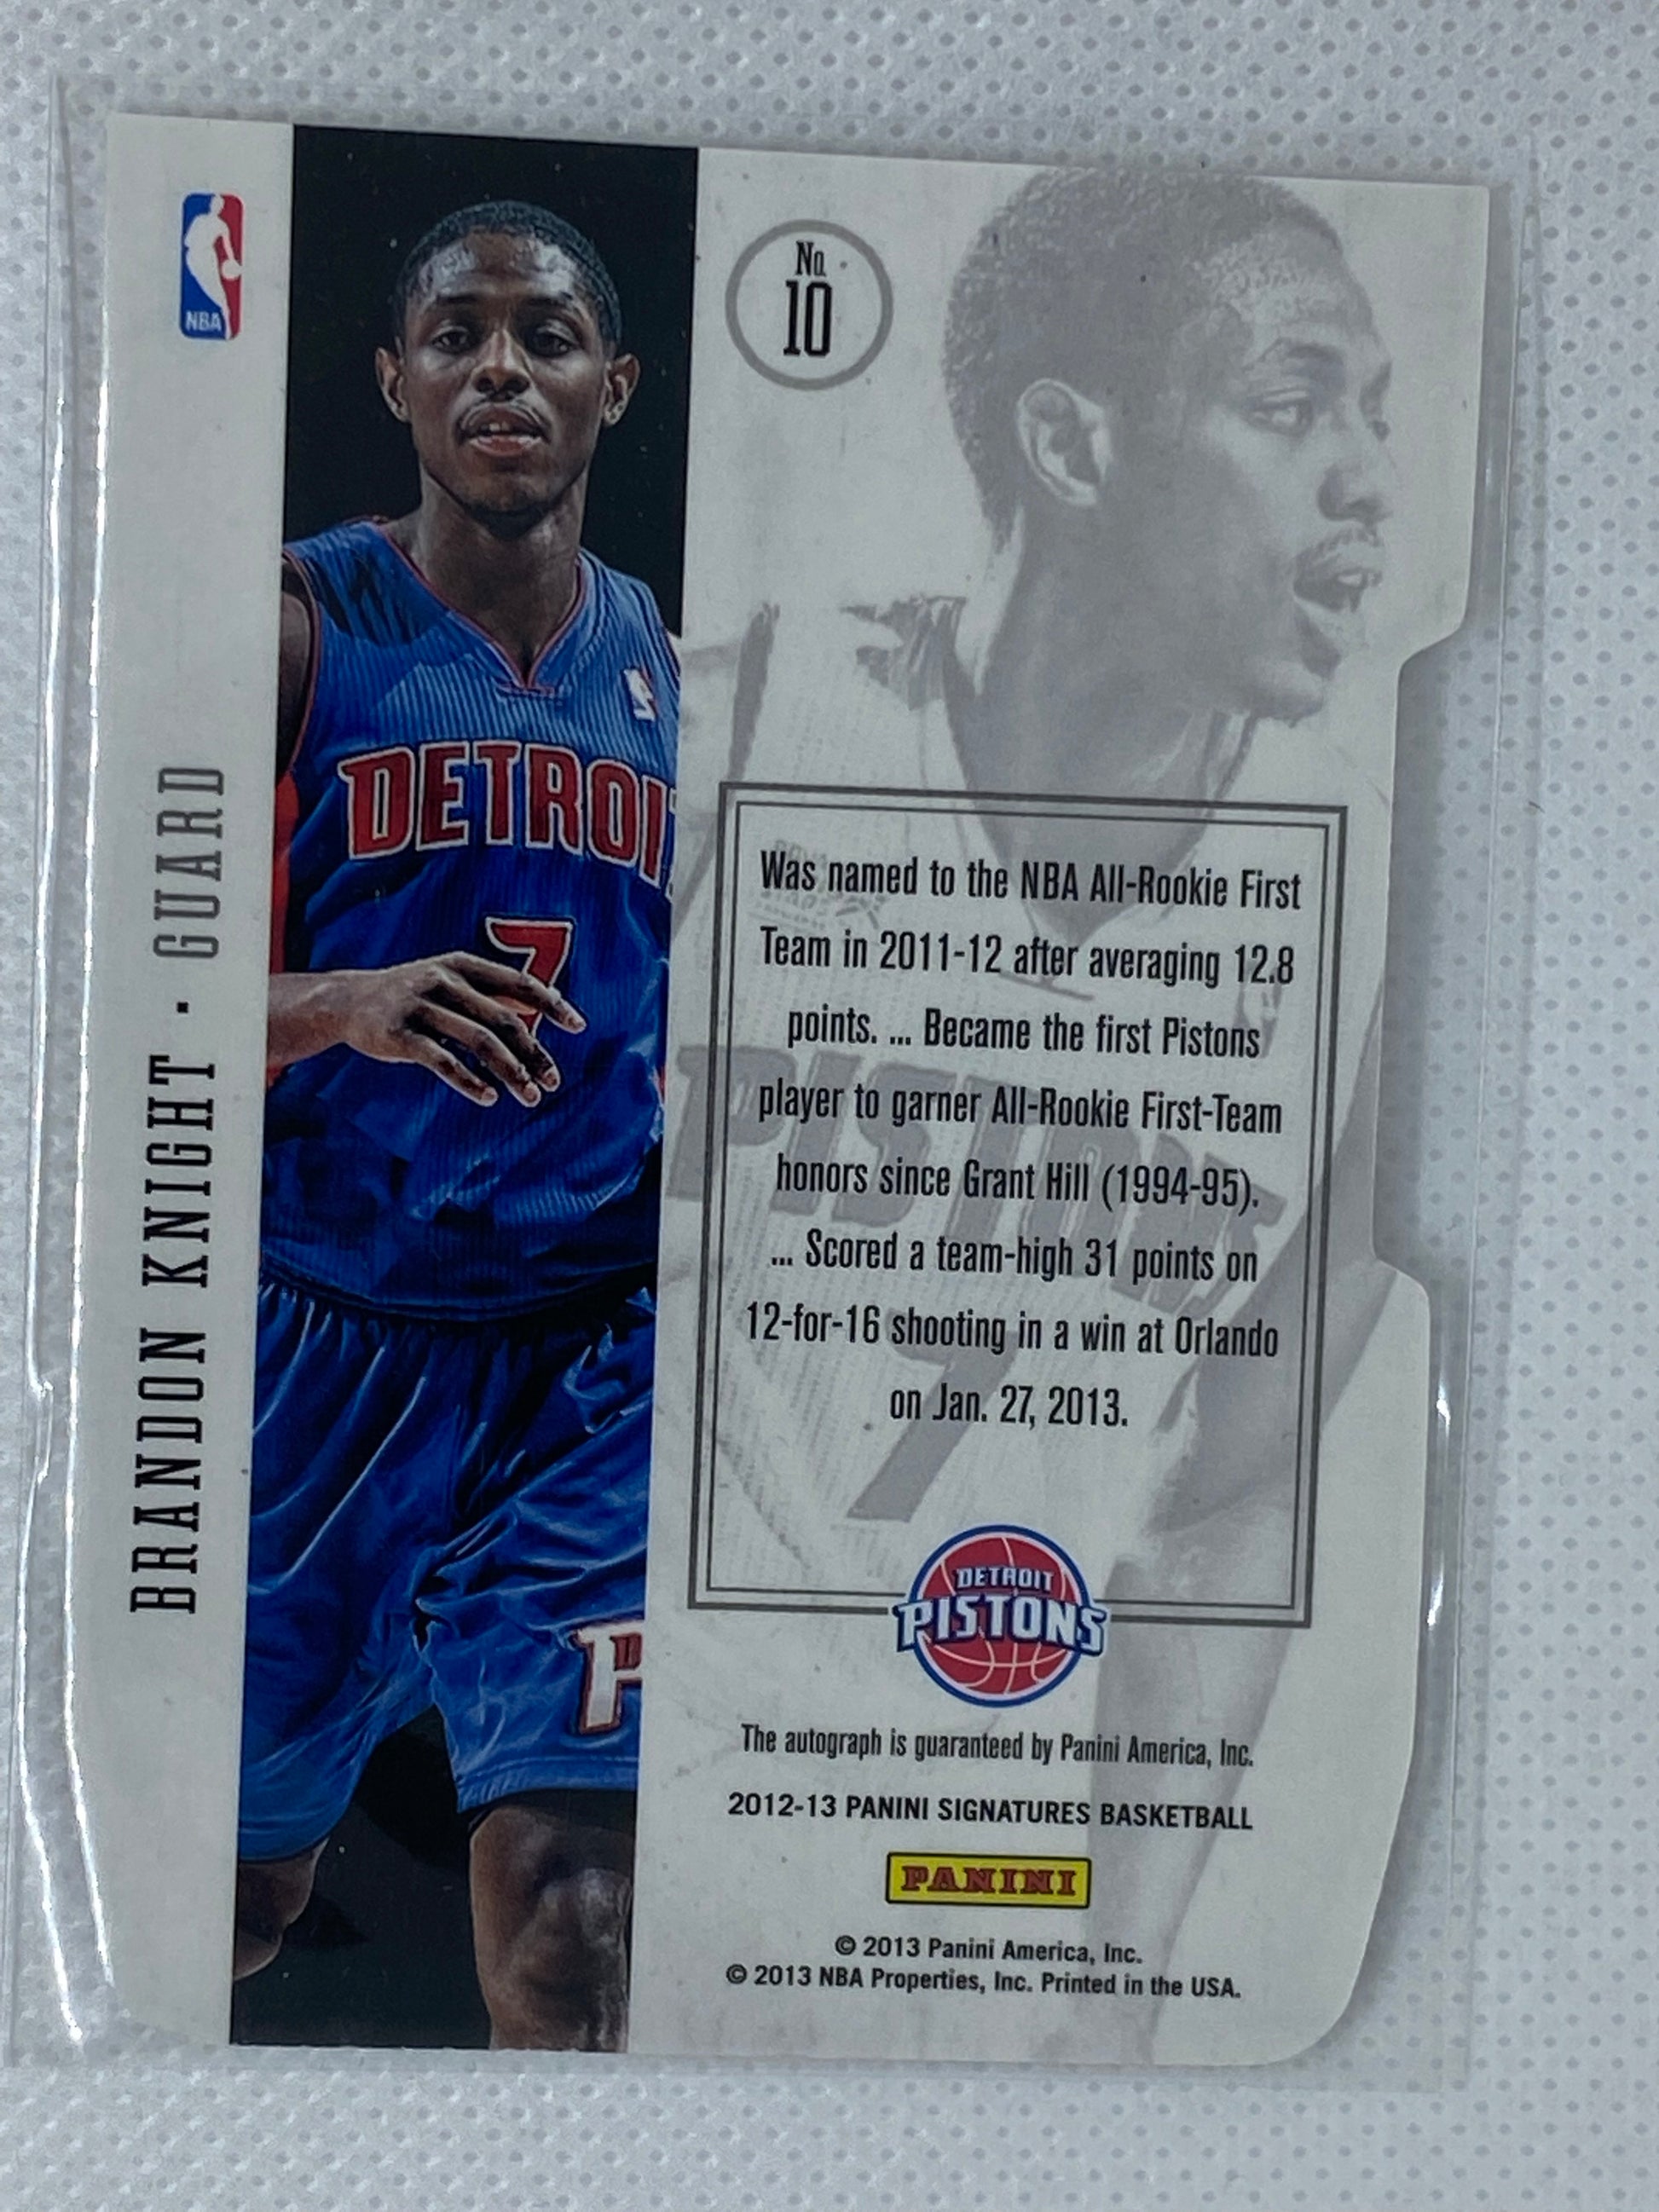 NBA
BRANDON KNIGHT • GUARD
DETROI
7
P
No.
10
PISTONS
7
Was named to the NBA All-Rookie First
Team in 2011-12 after averaging 12.8
points. ... Became the first Pistons
player to garner All-Rookie First-Team
honors since Grant Hill (1994-95).
... Scored a team-high 31 points on
12-for-16 shooting in a win at Orlando
on Jan. 27, 2013.
DETROIT
PISTONS
The autograph is guaranteed by Panini America, Inc.
2012-13 PANINI SIGNATURES BASKETBALL
PANINI
© 2013 Panini America, Inc.
© 2013 NBA Properties, Inc. Printed in the USA.